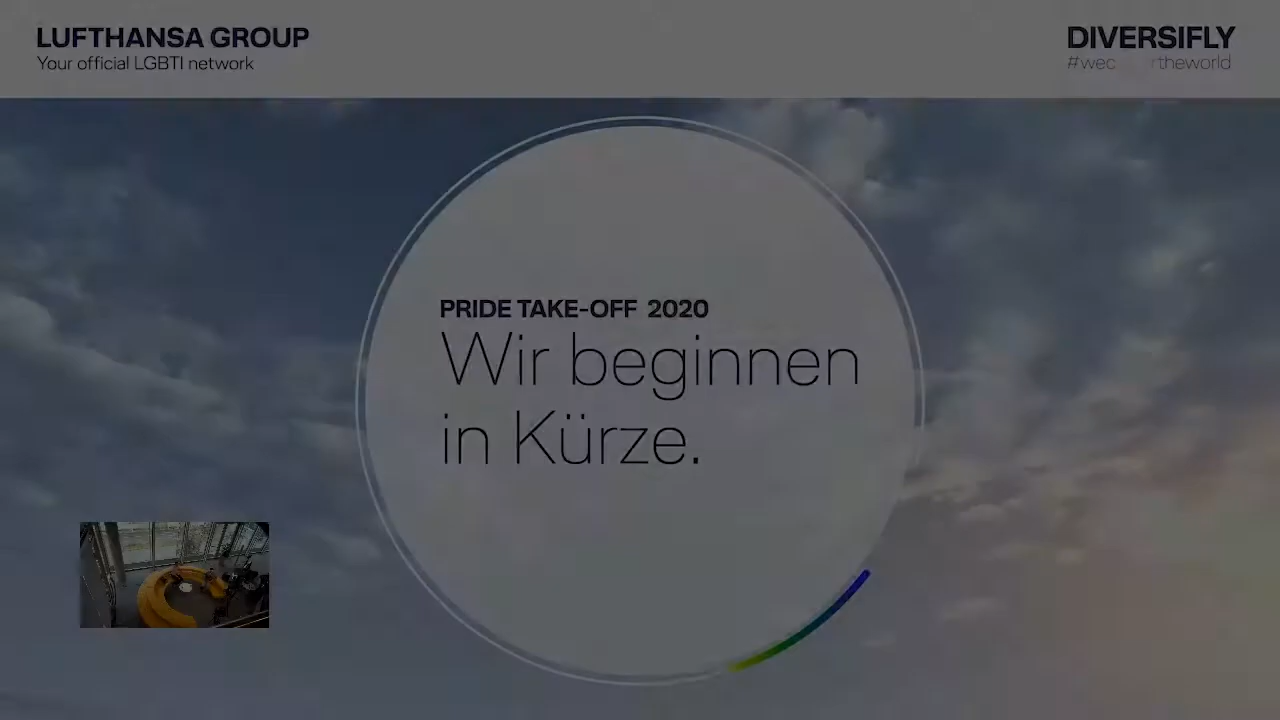 LUFTHANSA GROUP
Your official LGBTI network
DIVERSIFLY
PRIDE TAKE-OFF 2020
Wir beginnen
in Kürze.